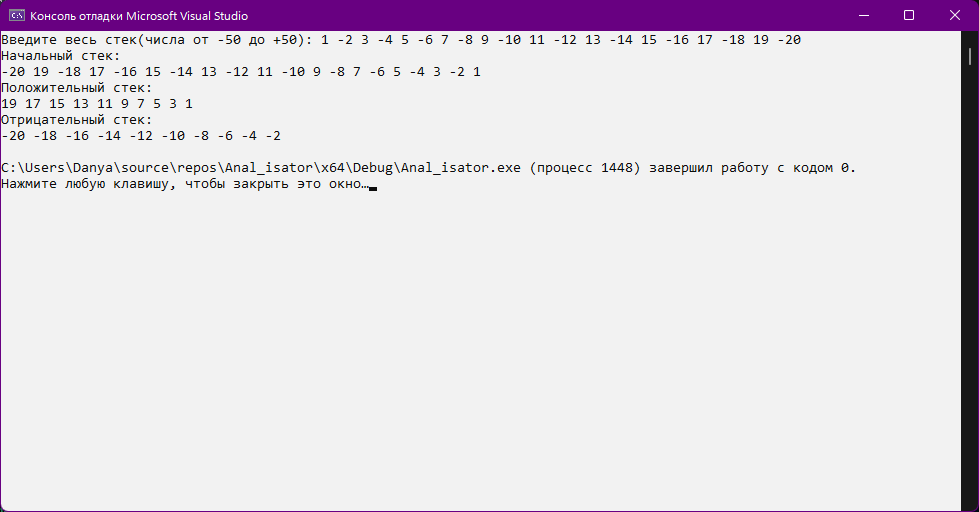 Консоль отладки Microsoft Visual Studio
Введите весь стек(числа от -50 до +50): 1 -2 3 -4 5 -6 7 -8 9 -10 11 -12 13 -14 15 -16 17 -18 19 -20
Начальный стек:
-20 19 -18 17 -16 15 -14 13 -12 11 -10 9 -8 7 -6 5 -4 3 -2 1
Положительный стек:
19 17 15 13 11 9 7 5 3 1
Отрицательный стек:
-20 -18 -16 -14 -12 -10 -8 -6 -4 -2
C:\Users\Danya\source\repos\Anal_isator\x64\Debug\Anal_isator.exe (процесс 1448) завершил работу с кодом 0.
Нажмите любую клавишу, чтобы закрыть это окно…